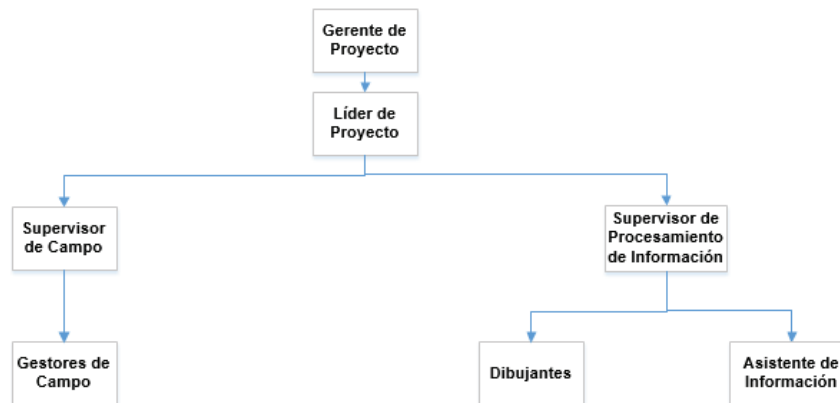 Gerente de
Proyecto
Líder de
Proyecto
Supervisor
de Campo
Supervisor de
Procesamiento
de Información
Gestores de
Campo
Dibujantes
Asistente de
Información